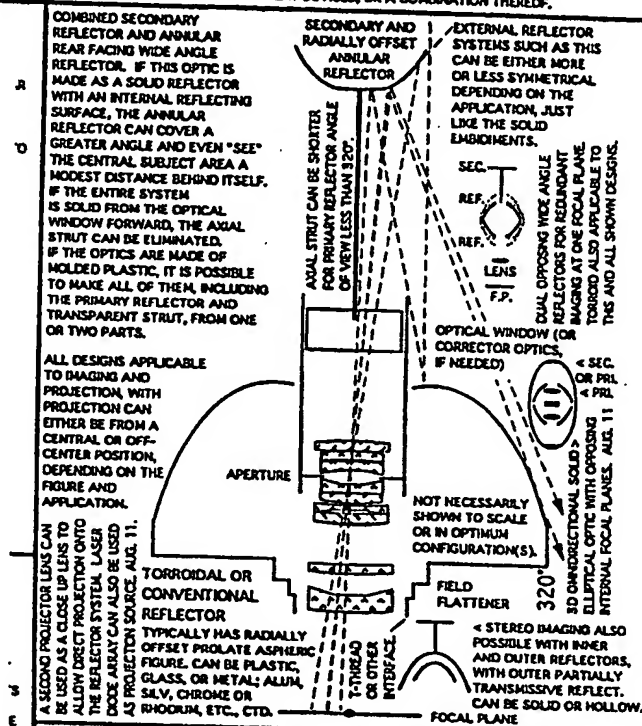 COMBINED SECONDARY
REFLECTOR AND ANNULAR
REAR FACING WIDE ANGLE
REFLECTOR. IF THIS OPTIC IS
MADE AS A SOLID REFLECTOR
WITH AN INTERNAL REFLECTING
SURFACE, THE ANNULAR
REFLECTOR CAN COVER A
GREATER ANGLE AND EVEN "SEE"
THE CENTRAL SUBJECT AREA A
MODEST DISTANCE BEHIND ITSELF.
IF THE ENTIRE SYSTEM
IS SOLID FROM THE OPTICAL
WINDOW FORWARD, THE AXIAL
STRUT CAN BE ELIMINATED.
IF THE OPTICS ARE MADE OF
MOLDED PLASTIC, IT IS POSSIBLE
TO MAKE ALL OF THEM, INCLUDING
THE PRIMARY REFLECTOR AND
TRANSPARENT STRUT, FROM ONE
OR TWO PARTS.
ALL DESIGNS APPLICABLE
TO IMAGING AND
PROJECTION, WITH
PROJECTION CAN
EITHER BE FROM A
CENTRAL OR OFF-
CENTER POSITION,
DEPENDING ON THE
FIGURE AND
APPLICATION.
A SECOND PROJECTOR LENS CAN
BE USED AS A CLOSE UP LENS TO
ALLOW DIRECT PROJECTION ONTO
THE REFLECTOR SYSTEM. LASER
DIODE ARRAY CAN ALSO BE USED
AS PROJECTION SOURCE. AUG. 11.
SECONDARY AND
RADIALLY OFFSET
ANNULAR
REFLECTOR
AXIAL STRUT CAN BE SHORTER
FOR PRIMARY REFLECTOR ANGLE
OF VIEW LESS THAN 320°.
EXTERNAL REFLECTOR
SYSTEMS SUCH AS THIS
CAN BE EITHER MORE
OR LESS SYMMETRICAL
DEPENDING ON THE
APPLICATION, JUST
LIKE THE SOLID
EMBODIMENTS.
SEC.
REF.
REF.
LENS
F.P.
DUAL OPPOSING WIDE ANGLE
REFLECTORS FOR REDUNDANT
IMAGING AT ONE FOCAL PLANE.
TORROID ALSO APPLICABLE TO
THIS AND ALL SHOWN DESIGNS.
OPTICAL WINDOW (OR
CORRECTOR OPTICS,
IF NEEDED)
< SEC.
OR PRI.
< PRI.
3D OMNIDIRECTIONAL SOLID >
ELLIPTICAL OPTIC WITH OPPOSING
INTERNAL FOCAL PLANES. AUG. 11
320°
APERTURE
NOT NECESSARILY
SHOWN TO SCALE
OR IN OPTIMUM
CONFIGURATION(S).
TORROIDAL OR
CONVENTIONAL
REFLECTOR
TYPICALLY HAS RADIALLY
OFFSET PROLATE ASPHERIC
FIGURE. CAN BE PLASTIC,
GLASS, OR METAL; ALUM,
SILV, CHROME OR
RHODIUM, ETC., CTD.
T-THREAD
OR OTHER
INTERFACE.
FIELD
FLATTENER
< STEREO IMAGING ALSO
POSSIBLE WITH INNER
AND OUTER REFLECTORS,
WITH OUTER PARTIALLY
TRANSMISSIVE REFLECT.
CAN BE SOLID OR HOLLOW.
FOCAL PLANE